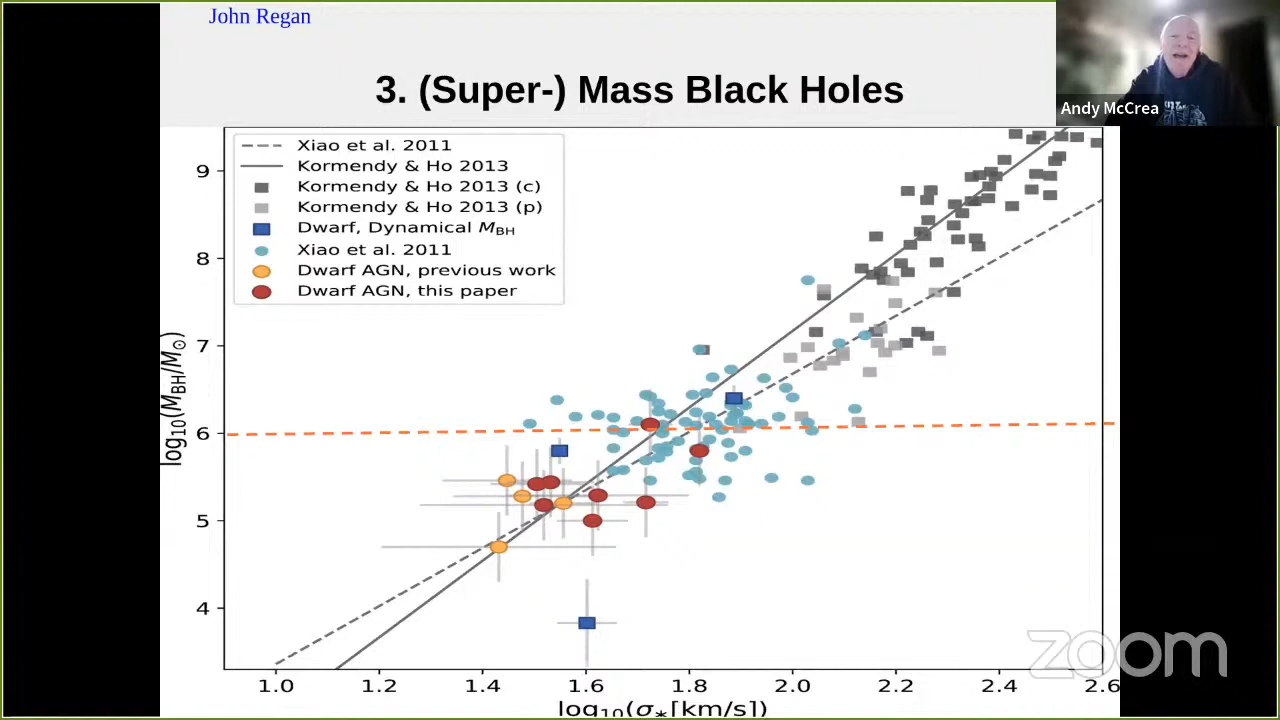 John Regan
3. (Super-) Mass Black Holes
Andy McCrea
Xiao et al. 2011
Kormendy & Ho 2013
Kormendy & Ho 2013 (c)
Kormendy & Ho 2013 (p)
Dwarf, Dynamical M_BH
Xiao et al. 2011
Dwarf AGN, previous work
Dwarf AGN, this paper
log₁₀(M_BH/M_⊙)
9
8
7
6
5
4
1.0 1.2 1.4 1.6 1.8 2.0 2.2 2.4 2.6
log₁₀(σ_*[km/s])
zoom